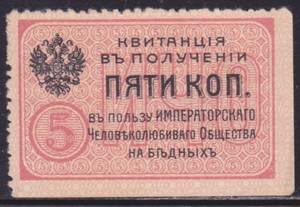 КВИТАНЦІЯ
ВЪ ПОЛУЧЕНІИ
ПЯТИ КОП.
5
ВЪ ПОЛЬЗУ ИМПЕРАТОРСКАГО
ЧЕЛОВѢКОЛЮБИВАГО ОБЩЕСТВА
НА БѢДНЫХЪ